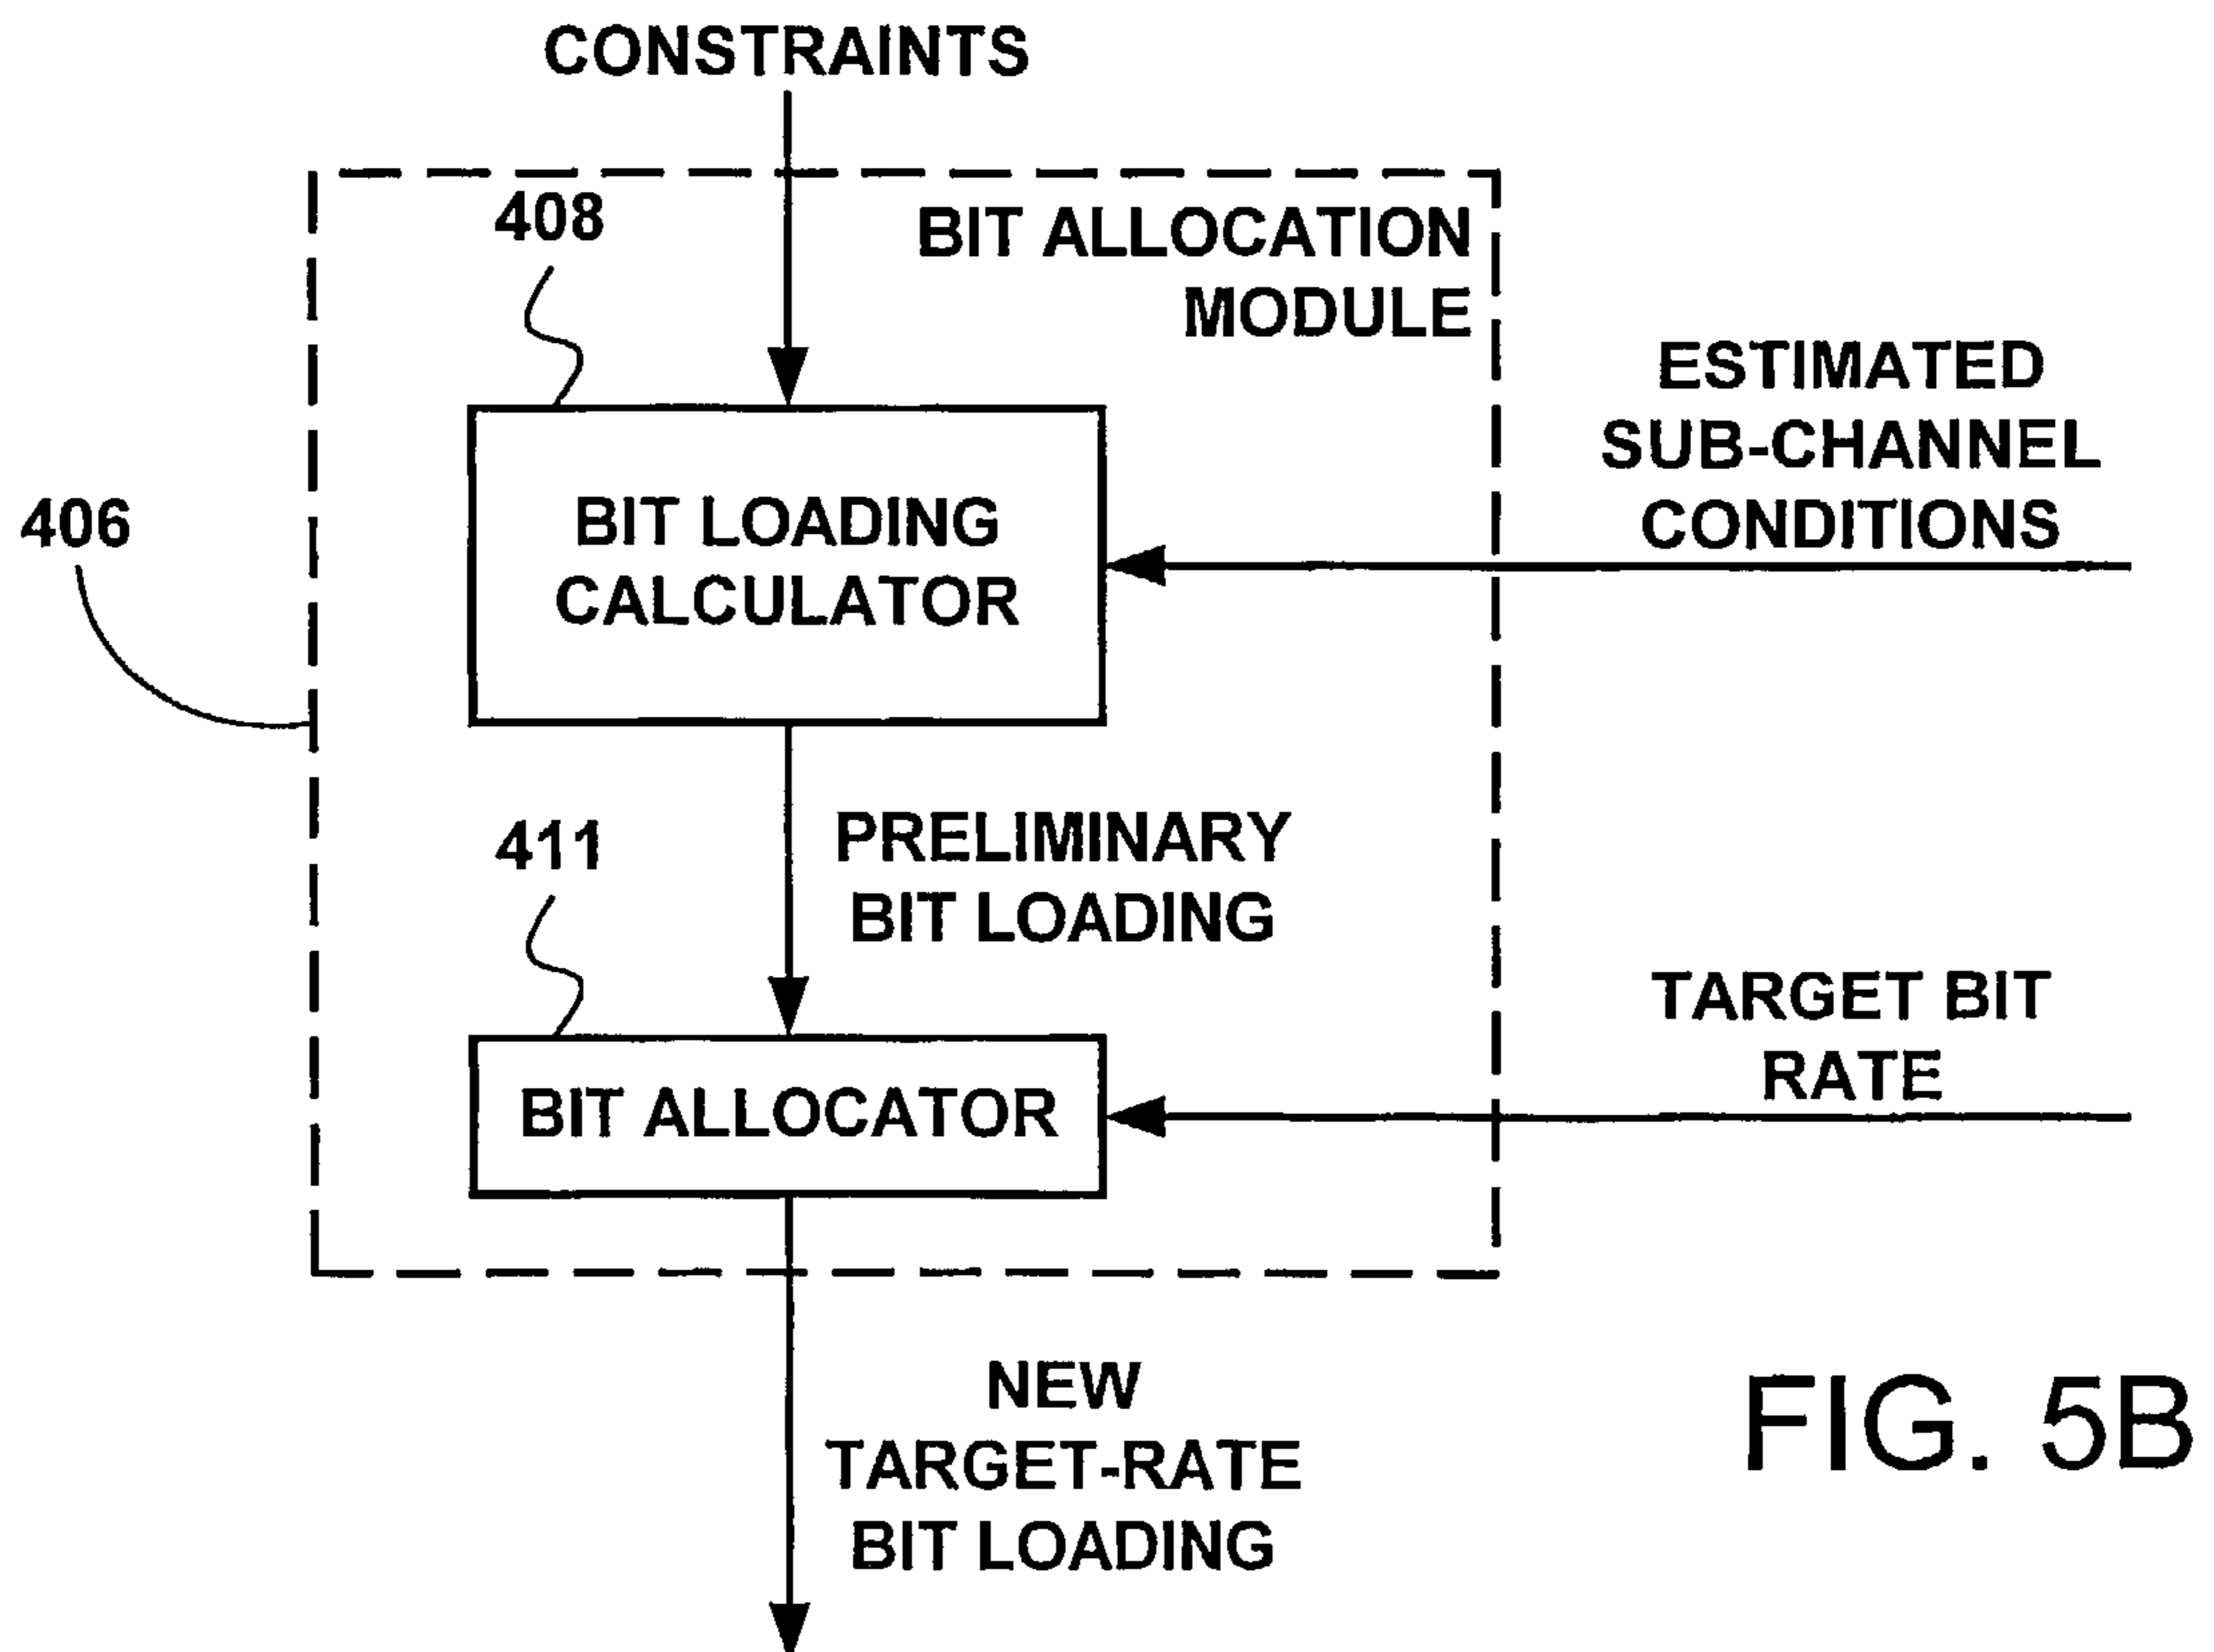 CONSTRAINTS
408
BIT ALLOCATION
MODULE
ESTIMATED
SUB-CHANNEL
CONDITIONS
406
BIT LOADING
CALCULATOR
411
PRELIMINARY
BIT LOADING
TARGET BIT
RATE
BIT ALLOCATOR
NEW
TARGET-RATE
BIT LOADING
FIG. 5B